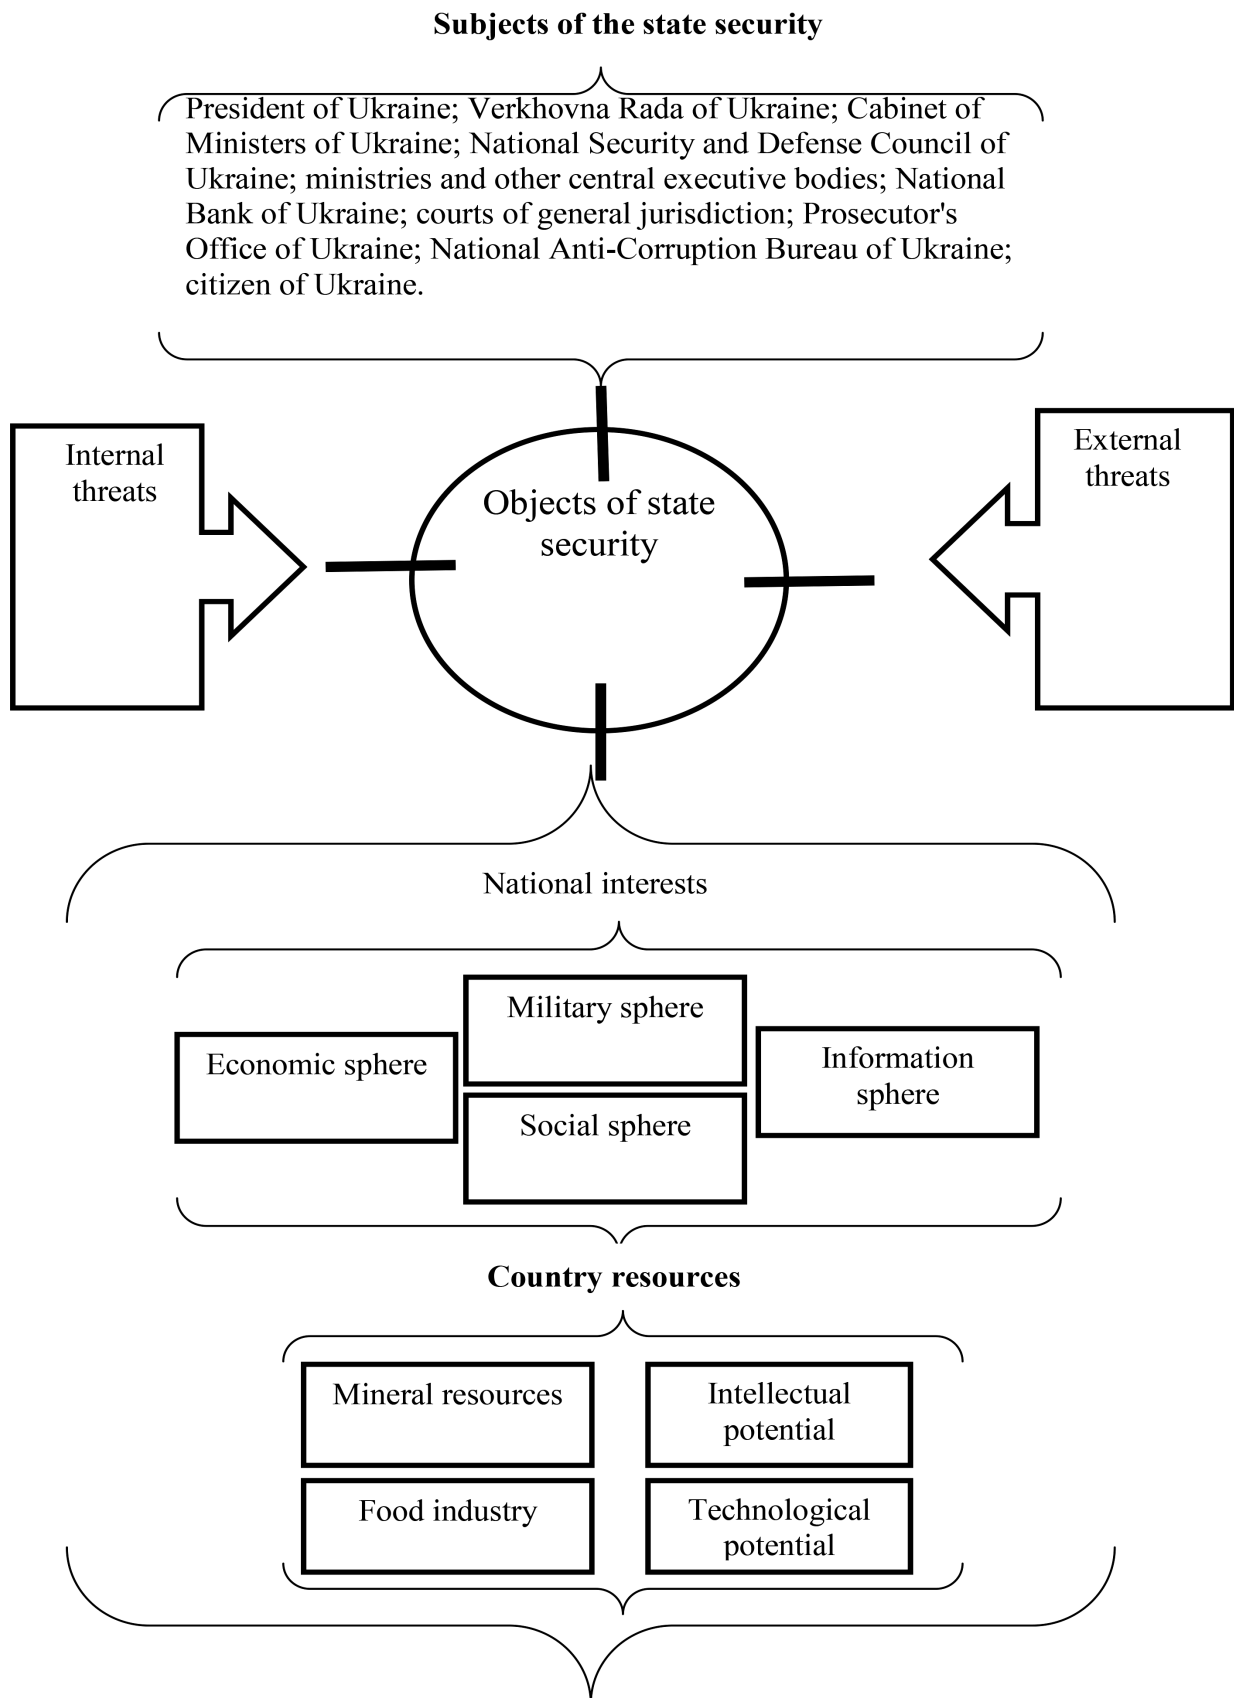 Subjects of the state security
President of Ukraine; Verkhovna Rada of Ukraine; Cabinet of
Ministers of Ukraine; National Security and Defense Council of
Ukraine; ministries and other central executive bodies; National
Bank of Ukraine; courts of general jurisdiction; Prosecutor's
Office of Ukraine; National Anti-Corruption Bureau of Ukraine;
citizen of Ukraine.
Internal
threats
External
threats
Objects of state
security
National interests
Military sphere
Economic sphere
Information
sphere
Social sphere
Country resources
Mineral resources
Intellectual
potential
Food industry
Technological
potential